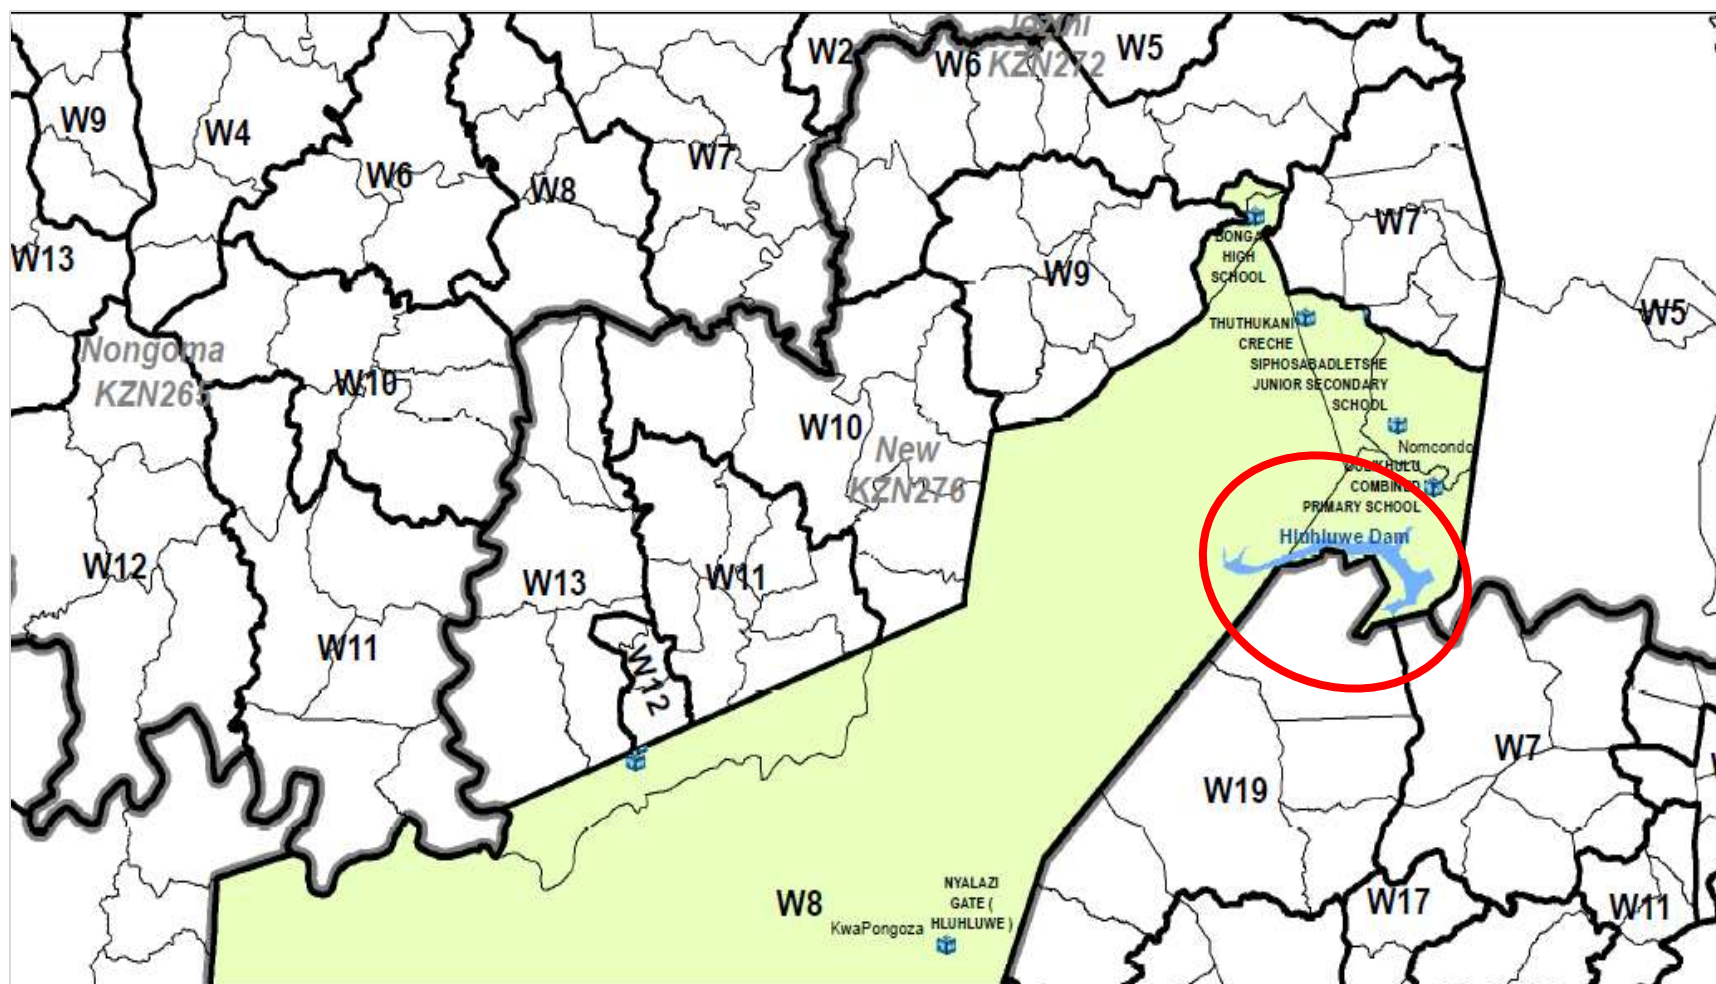 Jozini
KZN272
W2
W6
W5
W9
W4
W6
W8
W7
W7
W13
BONGA
HIGH
SCHOOL
W9
W5
THUTHUKANI
CRECHE
Nongoma
KZN265
W10
SIPHOSABADLETSHE
JUNIOR SECONDARY
SCHOOL
W10
New
KZN276
Nomcondo
COMBINED
PRIMARY SCHOOL
Hluhluwe Dam
W12
W13
W11
W11
W12
W19
W7
W8
NYALAZI
GATE (
HLUHLUWE )
KwaPongoza
W17
W11